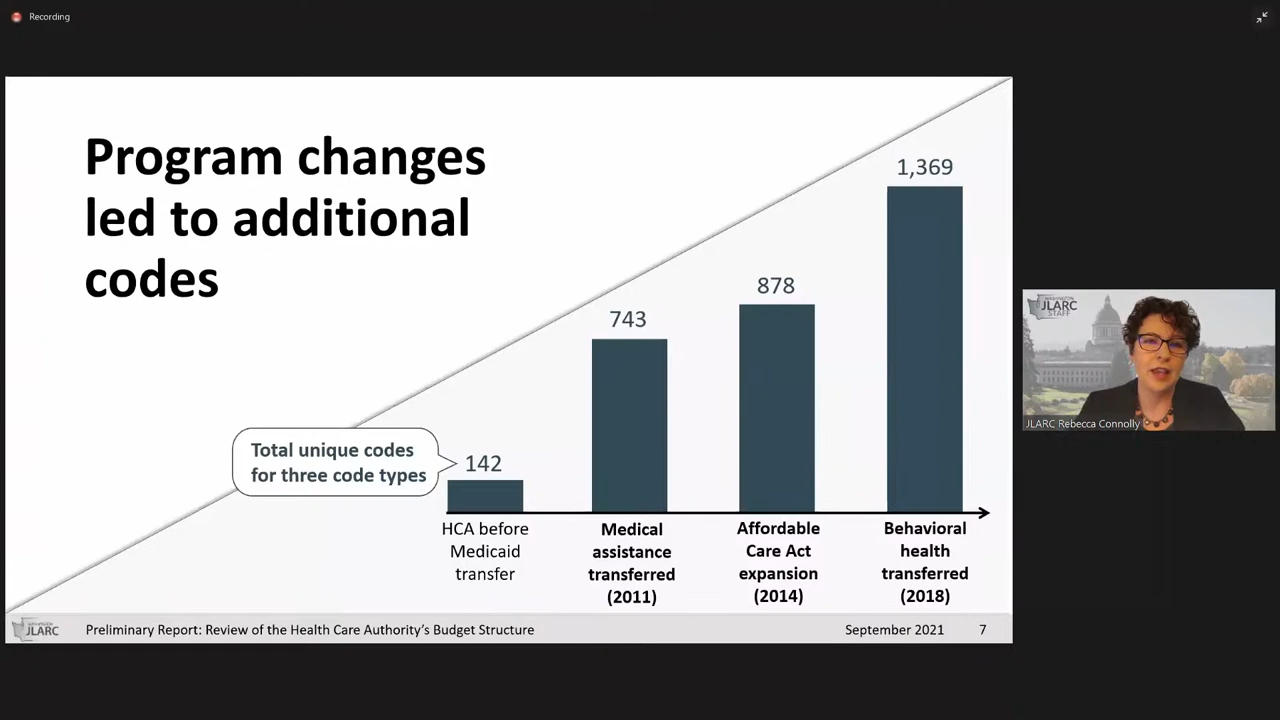 Recording
Program changes
led to additional
codes
1,369
878
743
142
Total unique codes
for three code types
HCA before
Medicaid
transfer
Medical
assistance
transferred
(2011)
Affordable
Care Act
expansion
(2014)
Behavioral
health
transferred
(2018)
WASHINGTON
JLARC
STAFF
JLARC Rebecca Connolly
JLARC
Preliminary Report: Review of the Health Care Authority's Budget Structure
September 2021
7